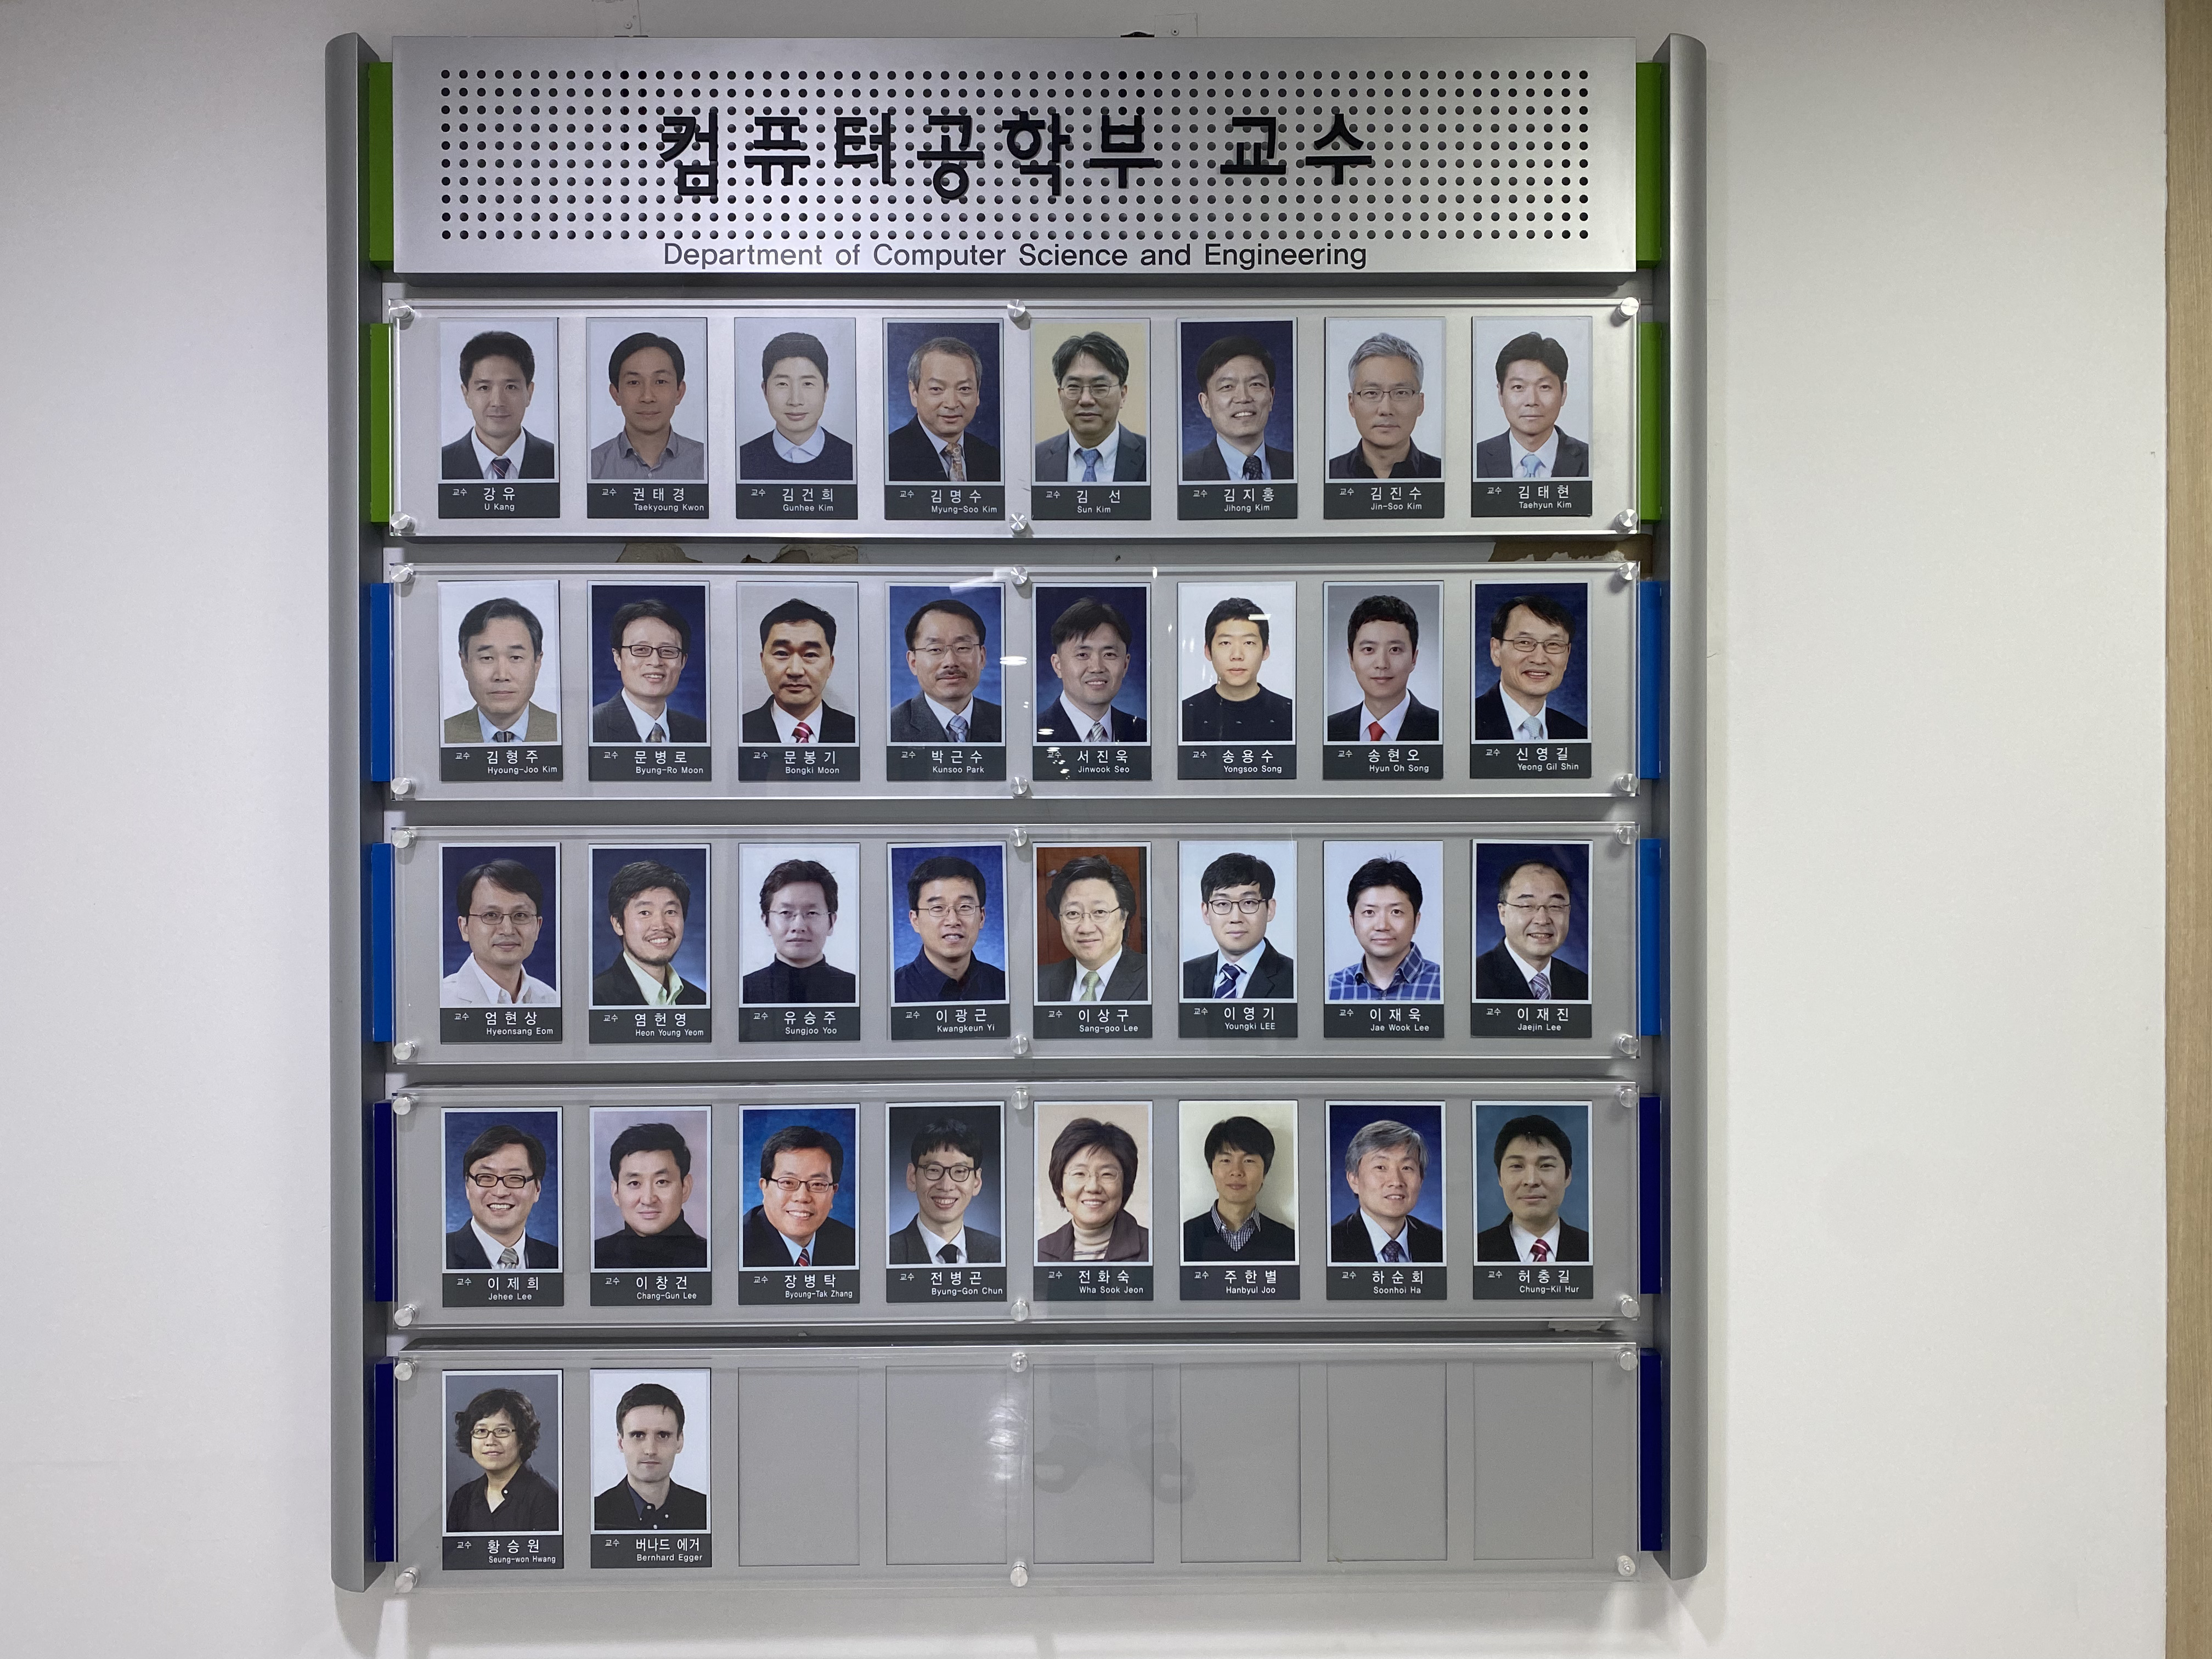 컴퓨터공학부 교수
Department of Computer Science and Engineering
교수 강 유
U Kang
교수 권 태 경
Taekyoung Kwon
교수 김 건 희
Gunhee Kim
교수 김 명 수
Myung-Soo Kim
교수 김 선
Sun Kim
교수 김 지 홍
Jihong Kim
교수 김 진 수
Jin-Soo Kim
교수 김 태 현
Taehyun Kim
교수 김 형 주
Hyoung-Joo Kim
교수 문 병 로
Byung-Ro Moon
교수 문 봉 기
Bongki Moon
교수 박 근 수
Kunsoo Park
교수 서 진 욱
Jinwook Seo
교수 송 용 수
Yongsoo Song
교수 송 현 오
Hyun Oh Song
교수 신 영 길
Yeong Gil Shin
교수 엄 현 상
Hyeonsang Eom
교수 염 헌 영
Heon Young Yeom
교수 유 승 주
Sungjoo Yoo
교수 이 광 근
Kwangkeun Yi
교수 이 상 구
Sang-goo Lee
교수 이 영 기
Youngki LEE
교수 이 재 욱
Jae Wook Lee
교수 이 재 진
Jaejin Lee
교수 이 제 희
Jehee Lee
교수 이 창 건
Chang-Gun Lee
교수 장 병 탁
Byoung-Tak Zhang
교수 전 병 곤
Byung-Gon Chun
교수 전 화 숙
Wha Sook Jeon
교수 주 한 별
Hanbyul Joo
교수 하 순 회
Soonhoi Ha
교수 허 충 길
Chung-Kil Hur
교수 황 승 원
Seung-won Hwang
교수 버나드 에거
Bernhard Egger